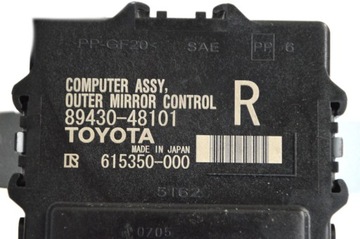 PP-GF20< SAE PP-6
COMPUTER ASSY,
OUTER MIRROR CONTROL R
89430-48101
TOYOTA
MADE IN JAPAN
615350-000
5T62
0705